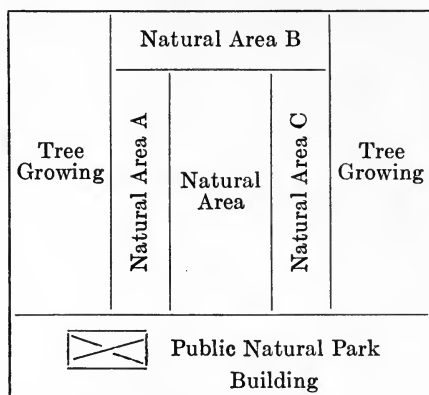 Natural Area B
Tree
Growing
Natural Area A
Natural
Area
Natural Area C
Tree
Growing
Public Natural Park
Building